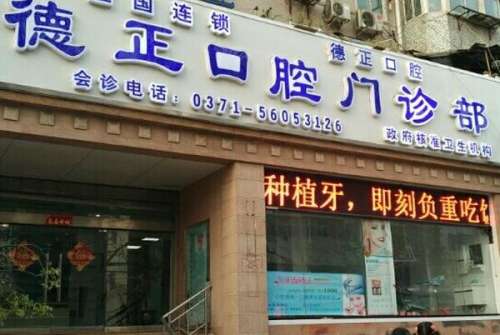 全国连锁
德正口腔
德正口腔门诊部
会诊电话：0371-56053126
政府核准卫生机构
种植牙，即刻负重吃